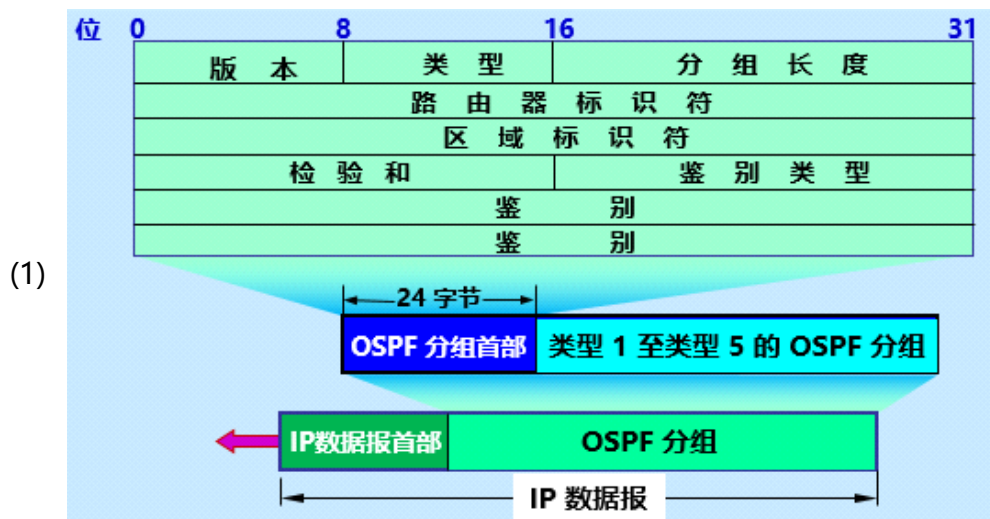 位 0 8 16 31
版 本 类 型 分 组 长 度
路 由 器 标 识 符
区 域 标 识 符
检 验 和 鉴 别 类 型
鉴 别
鉴 别
(1)
24 字节
OSPF 分组首部 类型 1 至类型 5 的 OSPF 分组
IP数据报首部 OSPF 分组
IP 数据报